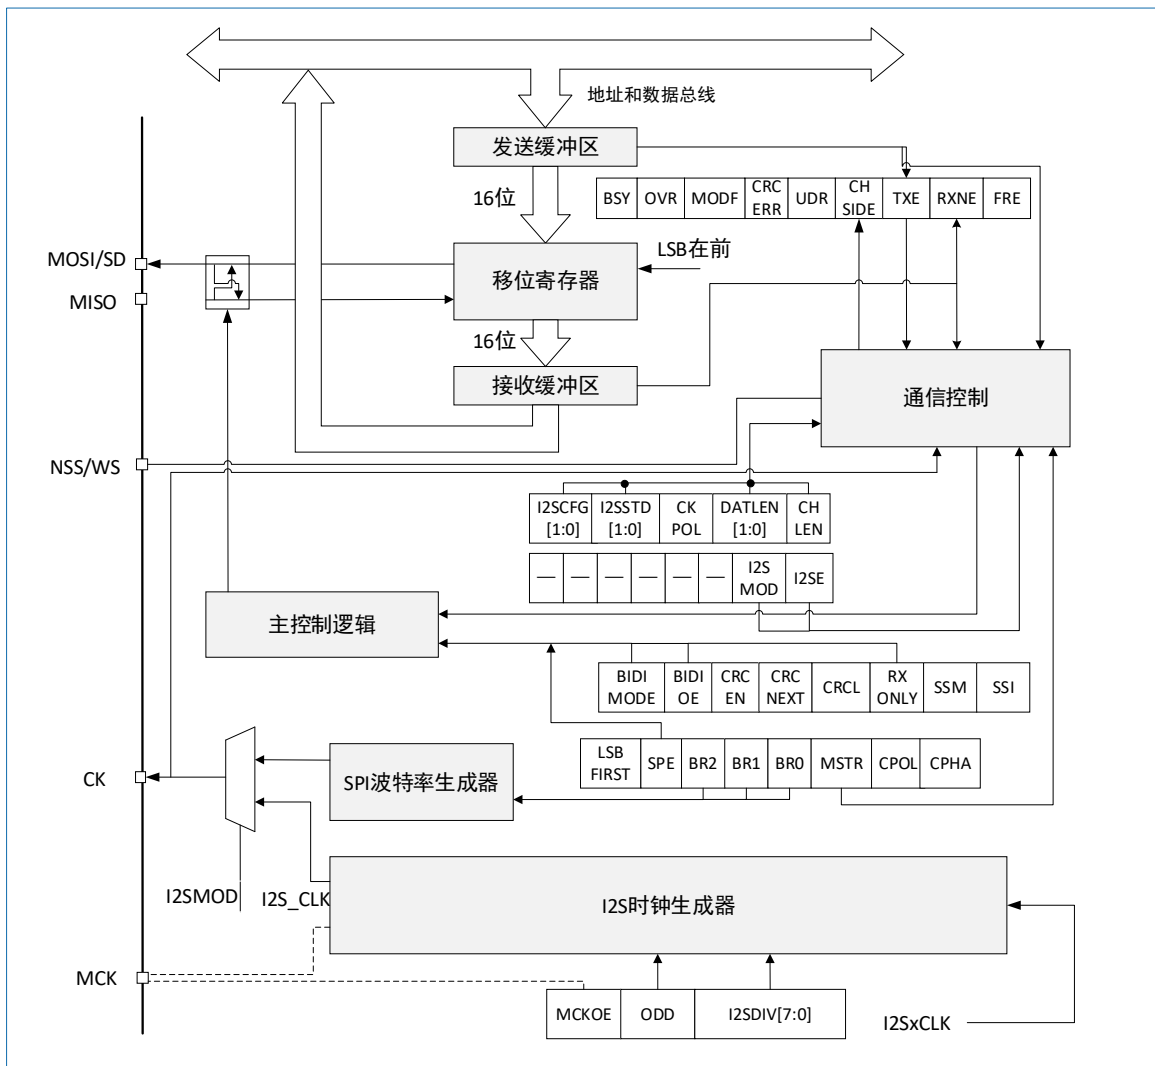 地址和数据总线
发送缓冲区
16位
BSY OVR MODF CRC ERR UDR CH SIDE TXE RXNE FRE
LSB在前
MOSI/SD
移位寄存器
MISO
16位
接收缓冲区
通信控制
NSS/WS
I2SCFG [1:0] I2SSTD [1:0] CK POL DATLEN [1:0] CH LEN
— — — — — — I2S MOD I2SE
主控制逻辑
BIDI MODE BIDI OE CRC EN CRC NEXT CRCL RX ONLY SSM SSI
LSB FIRST SPE BR2 BR1 BR0 MSTR CPOL CPHA
CK
SPI波特率生成器
I2SMOD
I2S_CLK
I2S时钟生成器
MCK
MCKOE ODD I2SDIV[7:0]
I2SxCLK